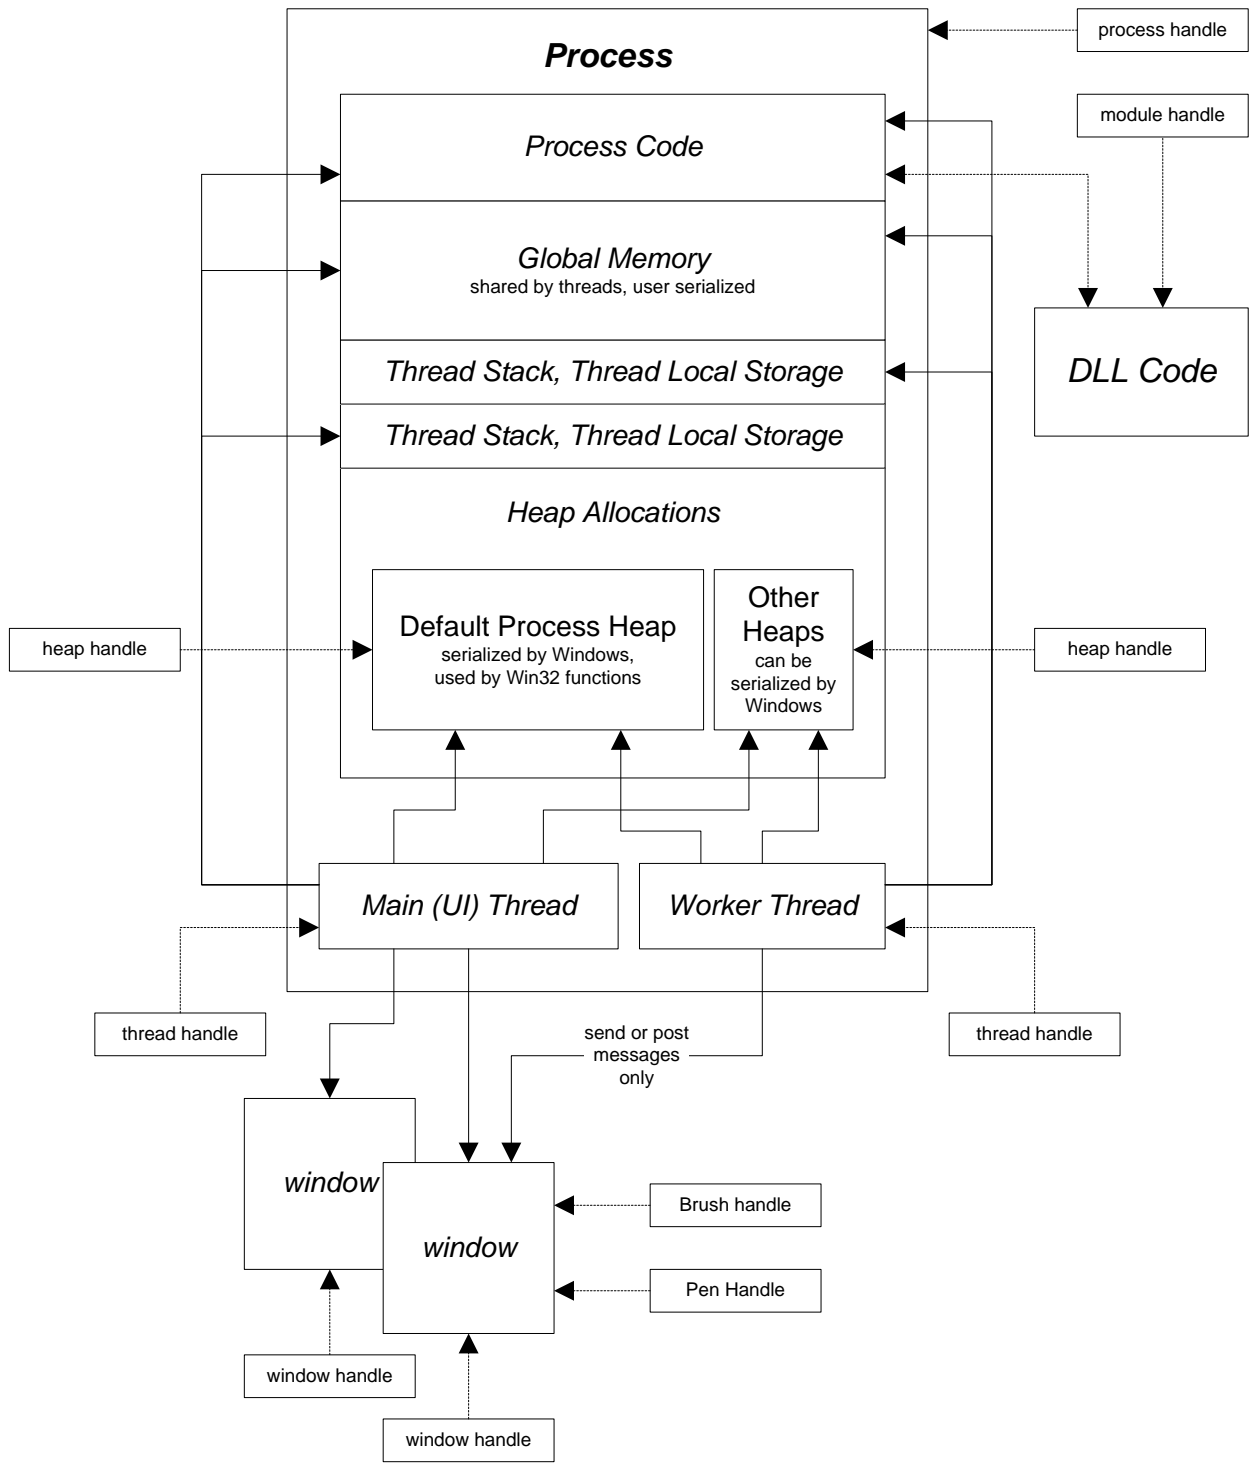 process handle
Process
module handle
Process Code
Global Memory
shared by threads, user serialized
DLL Code
Thread Stack, Thread Local Storage
Thread Stack, Thread Local Storage
Heap Allocations
heap handle
Default Process Heap
serialized by Windows,
used by Win32 functions
Other
Heaps
can be
serialized by
Windows
heap handle
Main (UI) Thread
Worker Thread
thread handle
send or post
messages
only
thread handle
window
window
Brush handle
Pen Handle
window handle
window handle